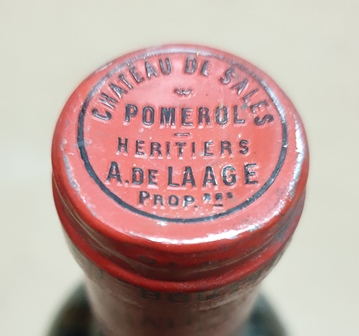 CHATEAU DE SALES
POMEROL
HERITIERS
A. DE LAAGE
PROP.RES